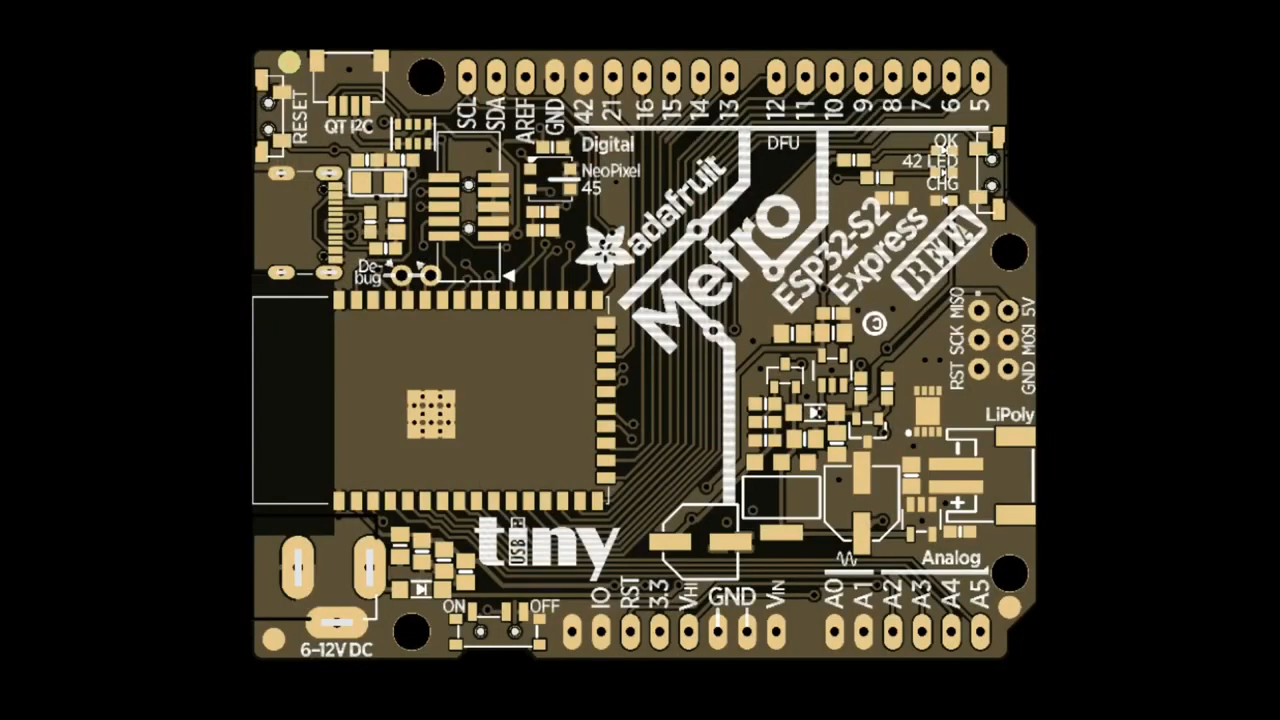 RESET
QT I²C
SCL
SDA
AREF
GND
42
21
16
15
14
13
12
11
10
9
8
7
6
5
Digital
NeoPixel
45
DFU
OK
42 LED
CHG
adafruit
Metro
ESP32-S2
Express
BETA
De-
bug
©
RST SCK MISO
GND MOSI 5V
LiPoly
+
tiny
USB
Analog
ON
OFF
IO
RST
3.3
VHI
GND
VIN
A0
A1
A2
A3
A4
A5
6-12V DC